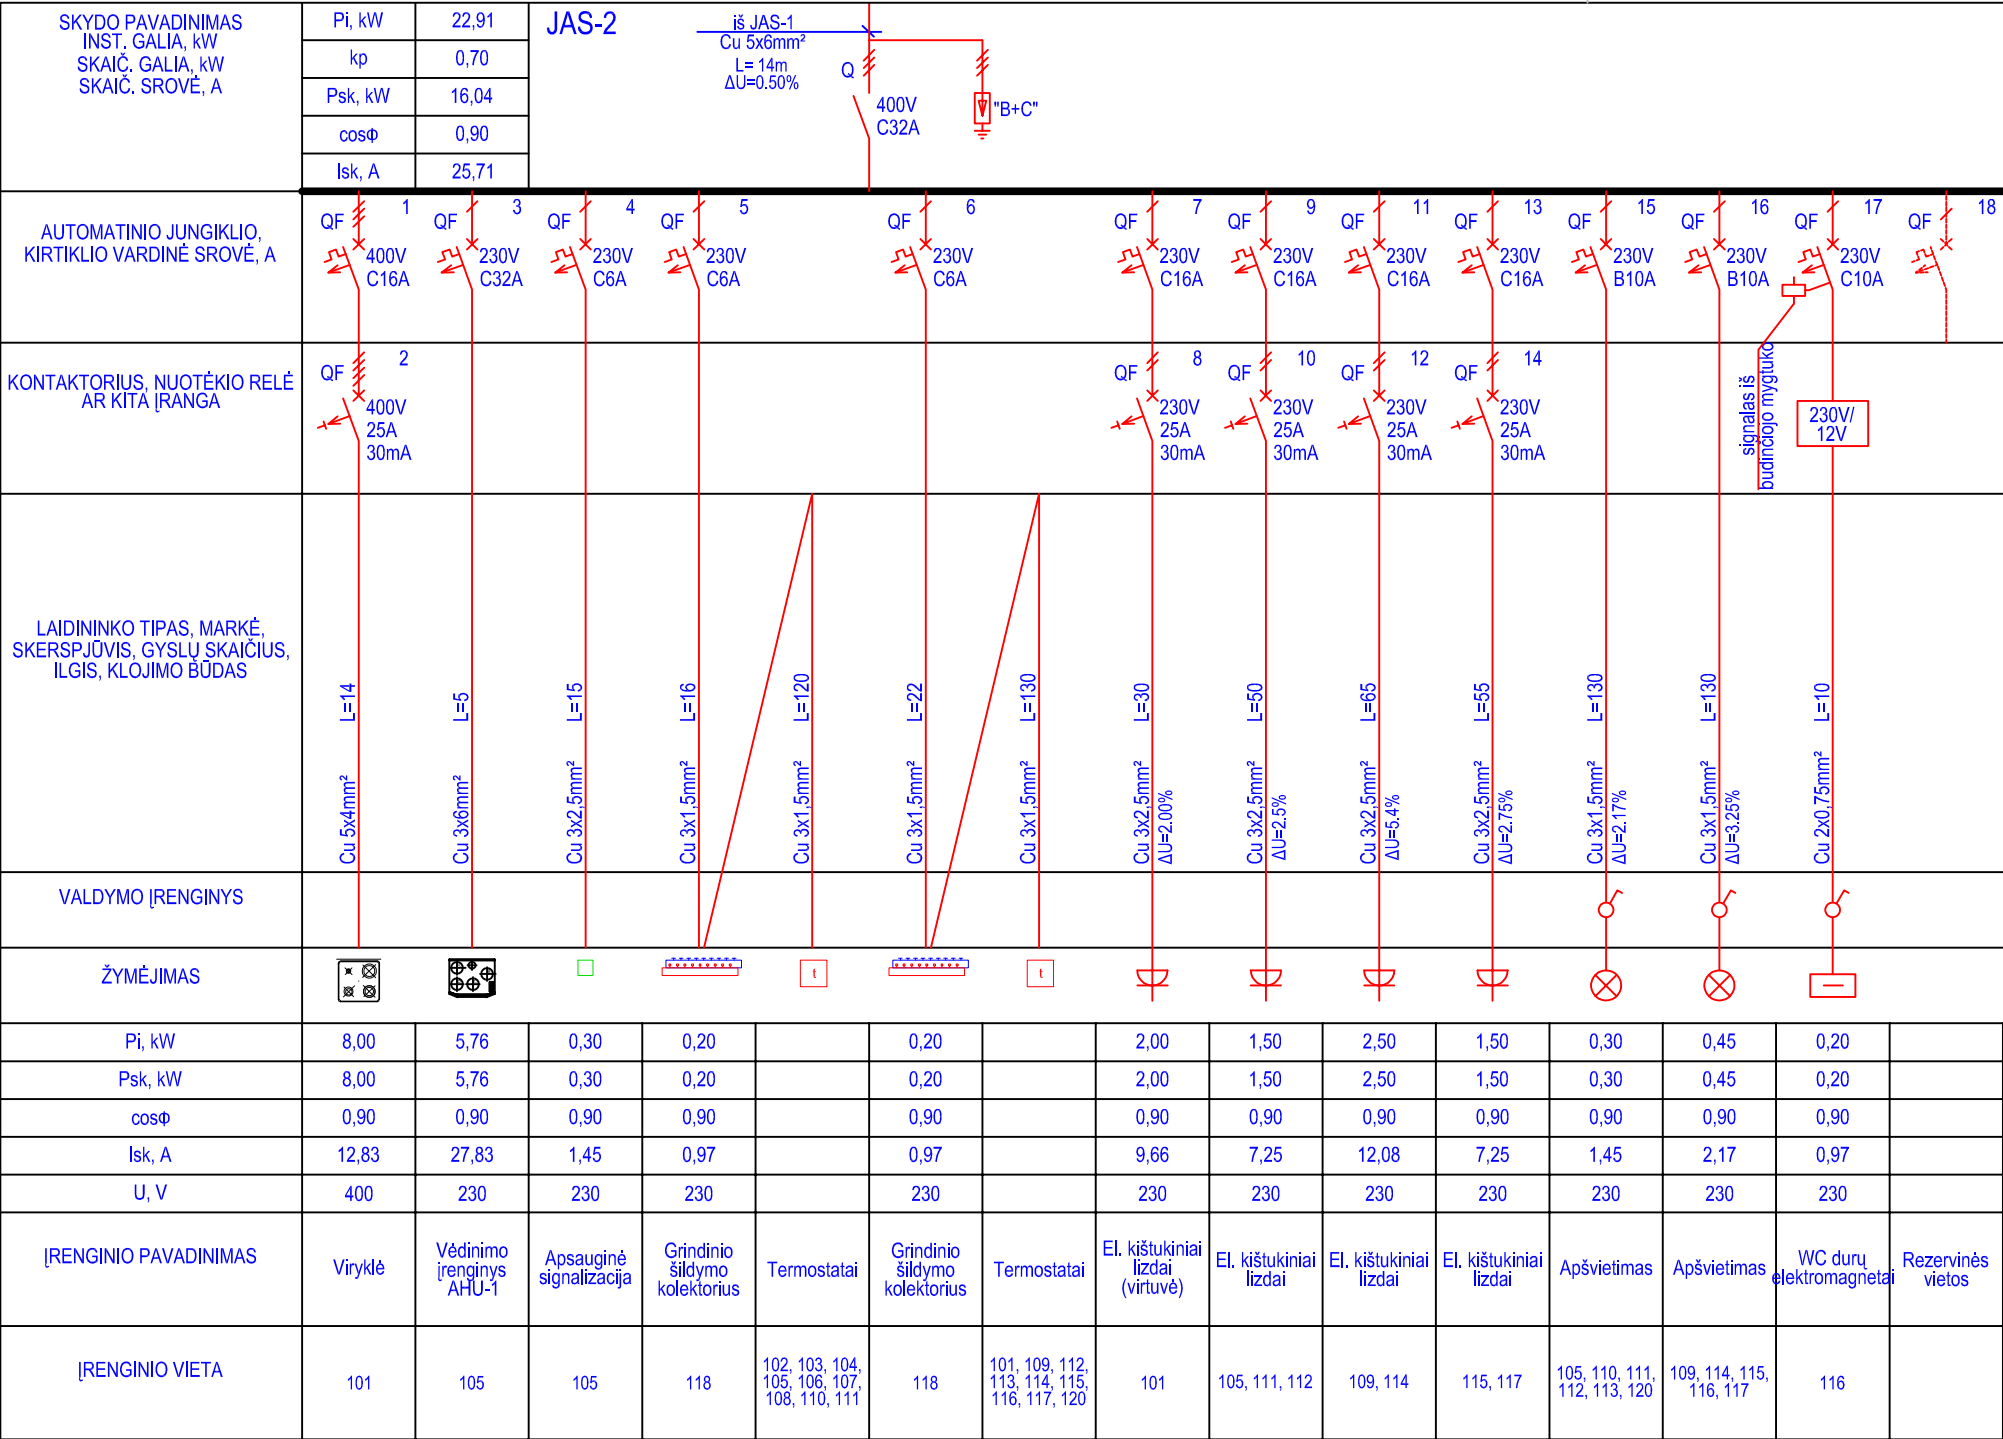 SKYDO PAVADINIMAS
INST. GALIA, kW
SKAIČ. GALIA, kW
SKAIČ. SROVĖ, A
Pi, kW 22,91
kp 0,70
Psk, kW 16,04
cosΦ 0,90
Isk, A 25,71
JAS-2
iš JAS-1
Cu 5x6mm²
L= 14m
ΔU=0.50%
Q
400V
C32A
"B+C"
AUTOMATINIO JUNGIKLIO,
KIRTIKLIO VARDINĖ SROVĖ, A
QF 1
400V
C16A
QF 3
230V
C32A
QF 4
230V
C6A
QF 5
230V
C6A
QF 6
230V
C6A
QF 7
230V
C16A
QF 9
230V
C16A
QF 11
230V
C16A
QF 13
230V
C16A
QF 15
230V
B10A
QF 16
230V
B10A
QF 17
230V
C10A
QF 18
KONTAKTORIUS, NUOTĖKIO RELĖ
AR KITA ĮRANGA
QF 2
400V
25A
30mA
QF 8
230V
25A
30mA
QF 10
230V
25A
30mA
QF 12
230V
25A
30mA
QF 14
230V
25A
30mA
signalas iš
budinčiojo mygtuko
230V/
12V
LAIDININKO TIPAS, MARKĖ,
SKERSPJŪVIS, GYSLŲ SKAIČIUS,
ILGIS, KLOJIMO BŪDAS
Cu 5x4mm² L=14
Cu 3x6mm² L=5
Cu 3x2,5mm² L=15
Cu 3x1,5mm² L=16
Cu 3x1,5mm² L=120
Cu 3x1,5mm² L=22
Cu 3x1,5mm² L=130
Cu 3x2,5mm² L=30
ΔU=2.00%
Cu 3x2,5mm² L=50
ΔU=2.5%
Cu 3x2,5mm² L=65
ΔU=5.4%
Cu 3x2,5mm² L=55
ΔU=2.75%
Cu 3x1,5mm² L=130
ΔU=2.17%
Cu 3x1,5mm² L=130
ΔU=3.25%
Cu 2x0.75mm² L=10
VALDYMO ĮRENGINYS
ŽYMĖJIMAS
t
t
Pi, kW 8,00 5,76 0,30 0,20 0,20 2,00 1,50 2,50 1,50 0,30 0,45 0,20
Psk, kW 8,00 5,76 0,30 0,20 0,20 2,00 1,50 2,50 1,50 0,30 0,45 0,20
cosΦ 0,90 0,90 0,90 0,90 0,90 0,90 0,90 0,90 0,90 0,90 0,90 0,90
Isk, A 12,83 27,83 1,45 0,97 0,97 9,66 7,25 12,08 7,25 1,45 2,17 0,97
U, V 400 230 230 230 230 230 230 230 230 230 230 230
ĮRENGINIO PAVADINIMAS
Viryklė
Vėdinimo
įrenginys
AHU-1
Apsauginė
signalizacija
Grindinio
šildymo
kolektorius
Termostatai
Grindinio
šildymo
kolektorius
Termostatai
El. kištukiniai
lizdai
(virtuvė)
El. kištukiniai
lizdai
El. kištukiniai
lizdai
El. kištukiniai
lizdai
Apšvietimas
Apšvietimas
WC durų
elektromagnetai
Rezervinės
vietos
ĮRENGINIO VIETA
101
105
105
118
102, 103, 104,
105, 106, 107,
108, 110, 111
118
101, 109, 112,
113, 114, 115,
116, 117, 120
101
105, 111, 112
109, 114
115, 117
105, 110, 111,
112, 113, 120
109, 114, 115,
116, 117
116